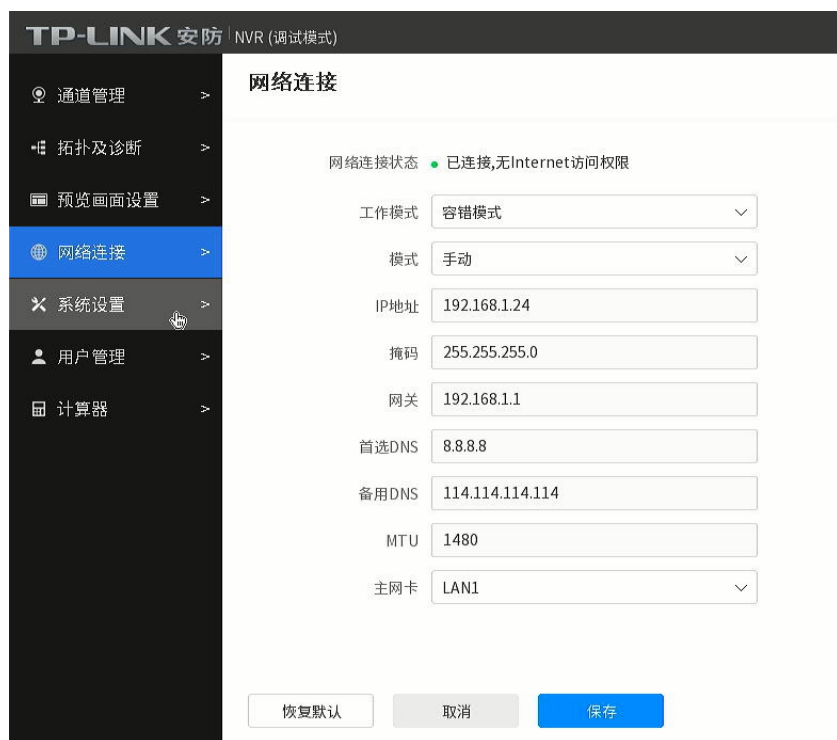 TP-LINK 安防 NVR (调试模式)
通道管理 >
拓扑及诊断 >
预览画面设置 >
网络连接 >
系统设置 >
用户管理 >
计算器 >
网络连接
网络连接状态 已连接,无Internet访问权限
工作模式 容错模式
模式 手动
IP地址 192.168.1.24
掩码 255.255.255.0
网关 192.168.1.1
首选DNS 8.8.8.8
备用DNS 114.114.114.114
MTU 1480
主网卡 LAN1
恢复默认 取消 保存